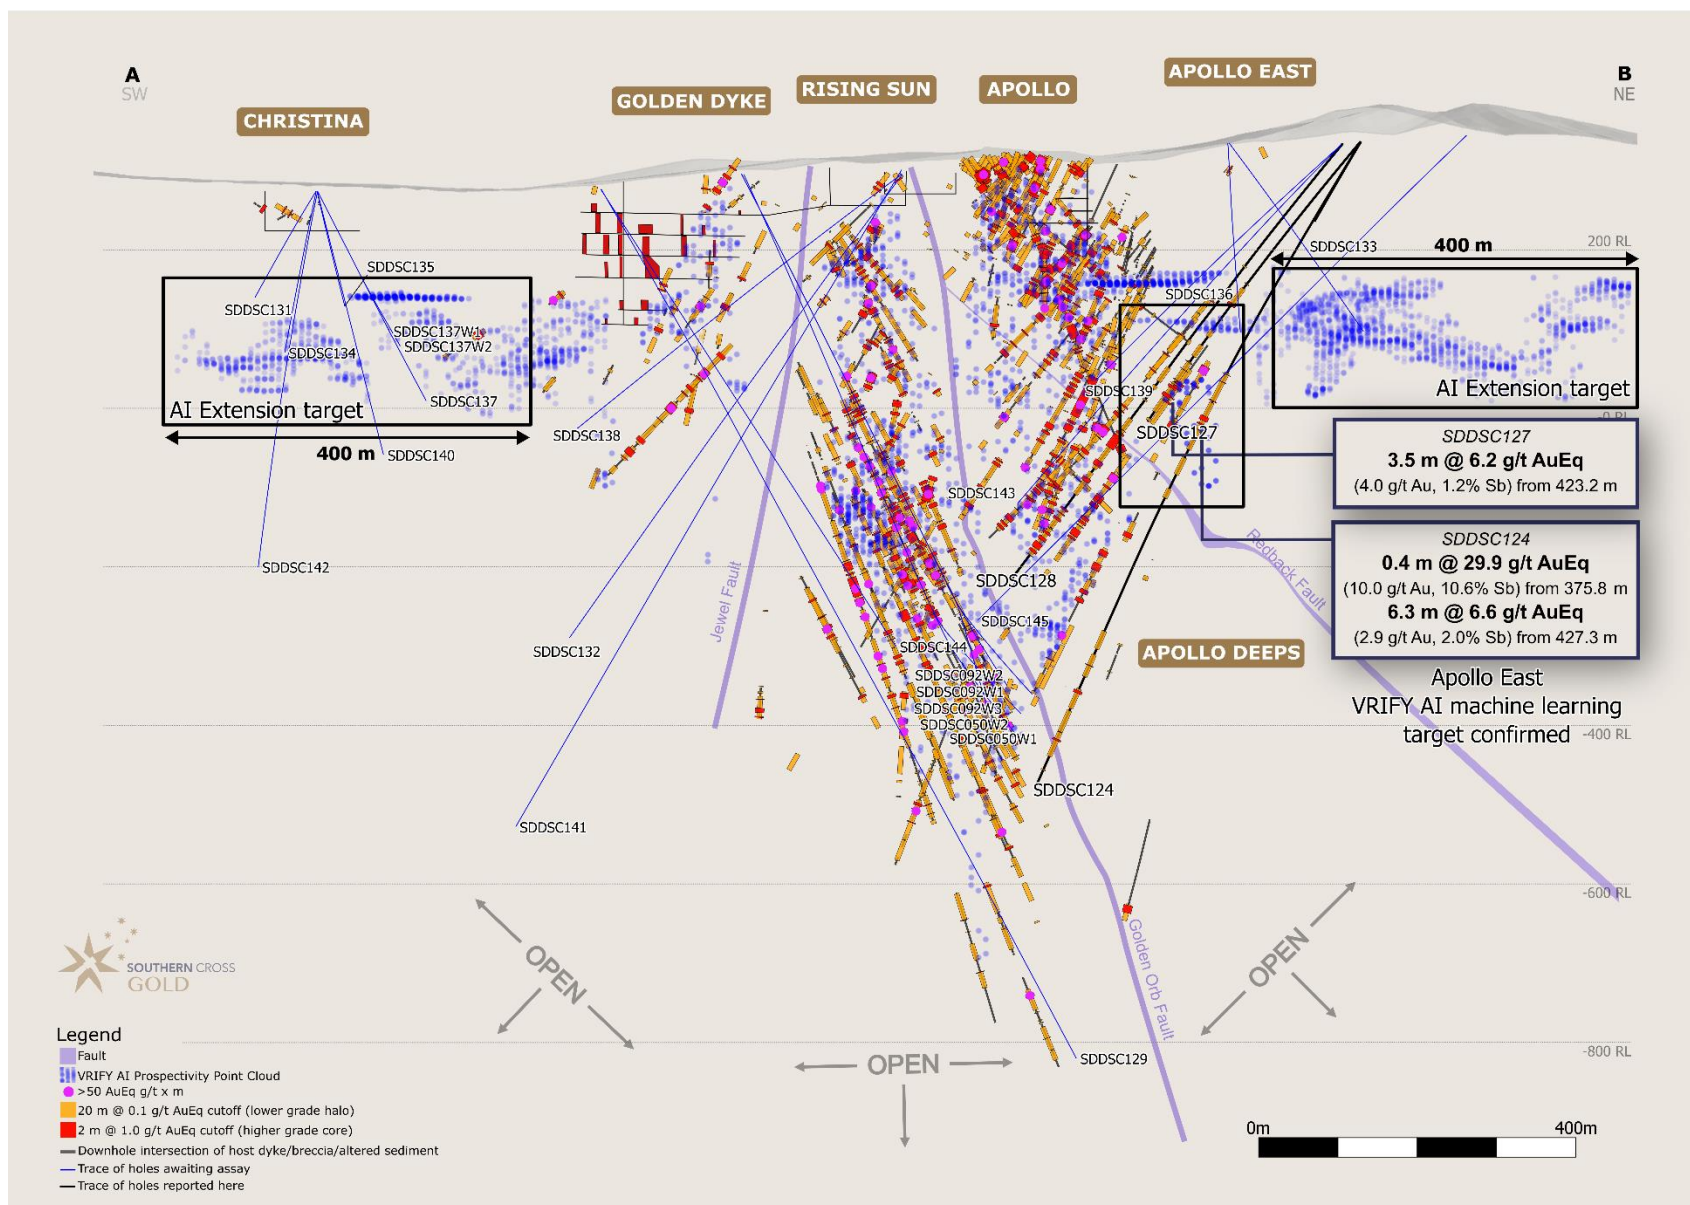 A
SW
CHRISTINA
GOLDEN DYKE
RISING SUN
APOLLO
APOLLO EAST
B
NE
200 RL
400 m
SDDSC133
SDDSC135
SDDSC136
SDDSC131
SDDSC137W1
SDDSC137W2
SDDSC134
SDDSC139
SDDSC137
AI Extension target
AI Extension target
-0 RL
SDDSC138
SDDSC127
400 m
SDDSC140
SDDSC127
3.5 m @ 6.2 g/t AuEq
(4.0 g/t Au, 1.2% Sb) from 423.2 m
SDDSC143
SDDSC124
0.4 m @ 29.9 g/t AuEq
(10.0 g/t Au, 10.6% Sb) from 375.8 m
6.3 m @ 6.6 g/t AuEq
(2.9 g/t Au, 2.0% Sb) from 427.3 m
SDDSC142
SDDSC128
Redback Fault
Jewel Fault
SDDSC145
SDDSC132
SDDSC144
APOLLO DEEPS
SDDSC092W2
SDDSC092W1
SDDSC092W3
SDDSC050W2
SDDSC050W1
Apollo East
VRIFY AI machine learning
target confirmed
-400 RL
SDDSC124
SDDSC141
-600 RL
OPEN
OPEN
Golden Orb Fault
SOUTHERN CROSS
GOLD
-800 RL
OPEN
SDDSC129
Legend
Fault
VRIFY AI Prospectivity Point Cloud
>50 AuEq g/t x m
20 m @ 0.1 g/t AuEq cutoff (lower grade halo)
2 m @ 1.0 g/t AuEq cutoff (higher grade core)
Downhole intersection of host dyke/breccia/altered sediment
Trace of holes awaiting assay
Trace of holes reported here
0m
400m